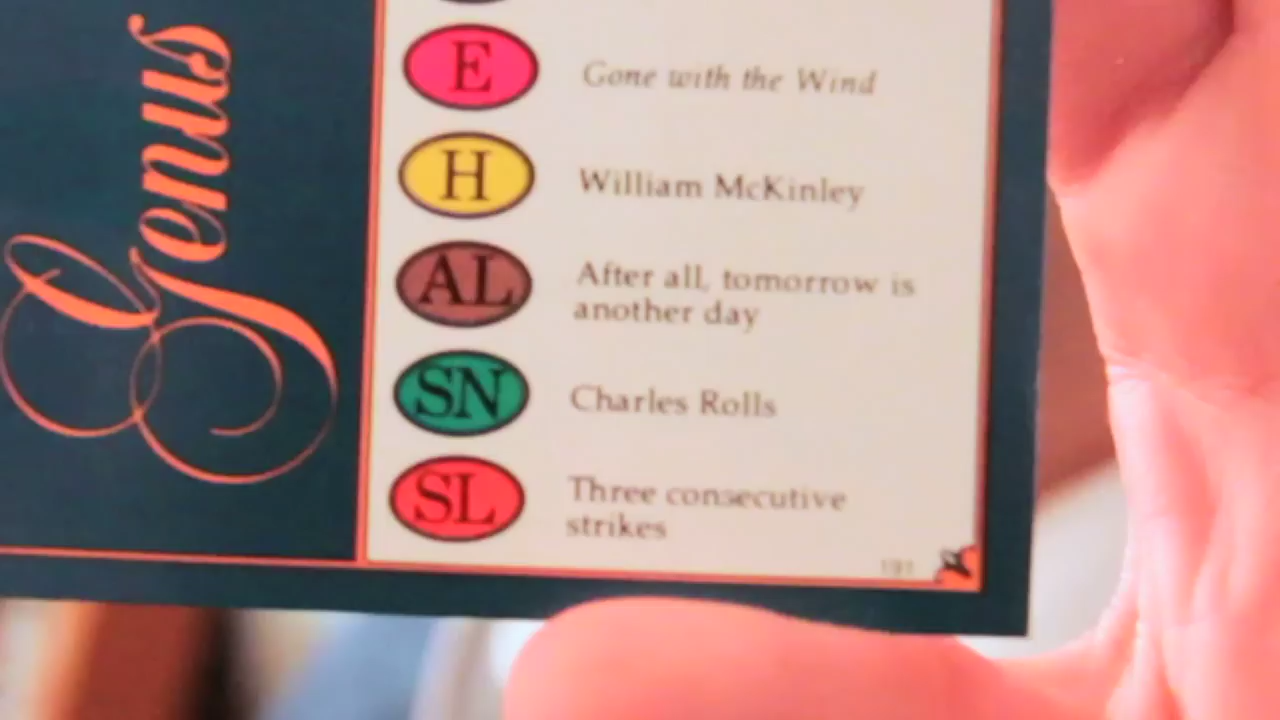 Genus
E Gone with the Wind
H William McKinley
AL After all, tomorrow is
another day
SN Charles Rolls
SL Three consecutive
strikes
191